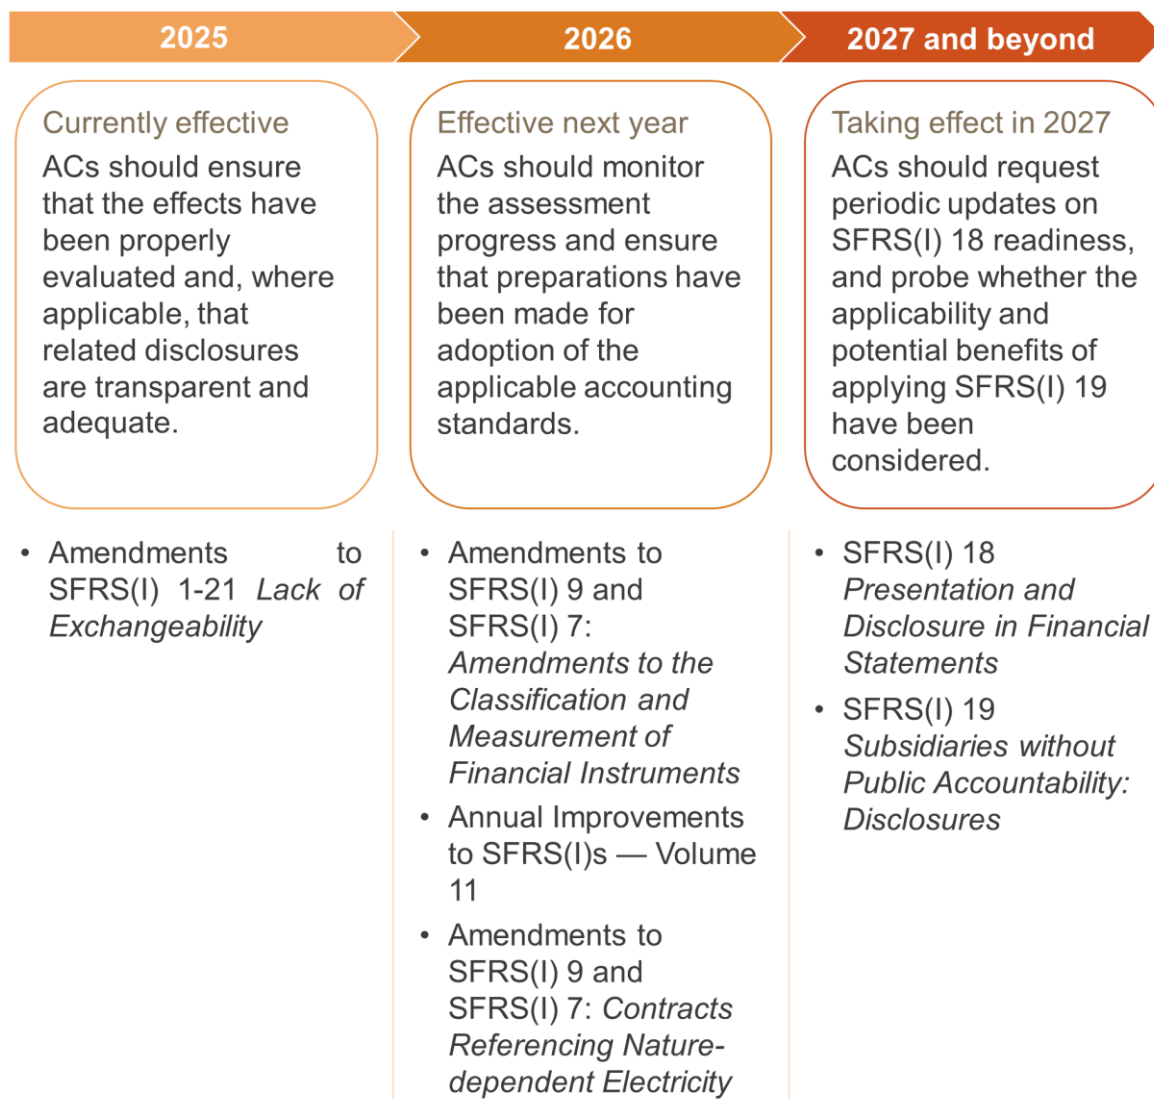 2025
2026
2027 and beyond
Currently effective
ACs should ensure
that the effects have
been properly
evaluated and, where
applicable, that
related disclosures
are transparent and
adequate.
Effective next year
ACs should monitor
the assessment
progress and ensure
that preparations have
been made for
adoption of the
applicable accounting
standards.
Taking effect in 2027
ACs should request
periodic updates on
SFRS(I) 18 readiness,
and probe whether the
applicability and
potential benefits of
applying SFRS(I) 19
have been
considered.
• Amendments to
SFRS(I) 1-21 Lack of
Exchangeability
• Amendments to
SFRS(I) 9 and
SFRS(I) 7:
Amendments to the
Classification and
Measurement of
Financial Instruments
• Annual Improvements
to SFRS(I)s — Volume
11
• Amendments to
SFRS(I) 9 and
SFRS(I) 7: Contracts
Referencing Nature-
dependent Electricity
• SFRS(I) 18
Presentation and
Disclosure in Financial
Statements
• SFRS(I) 19
Subsidiaries without
Public Accountability:
Disclosures